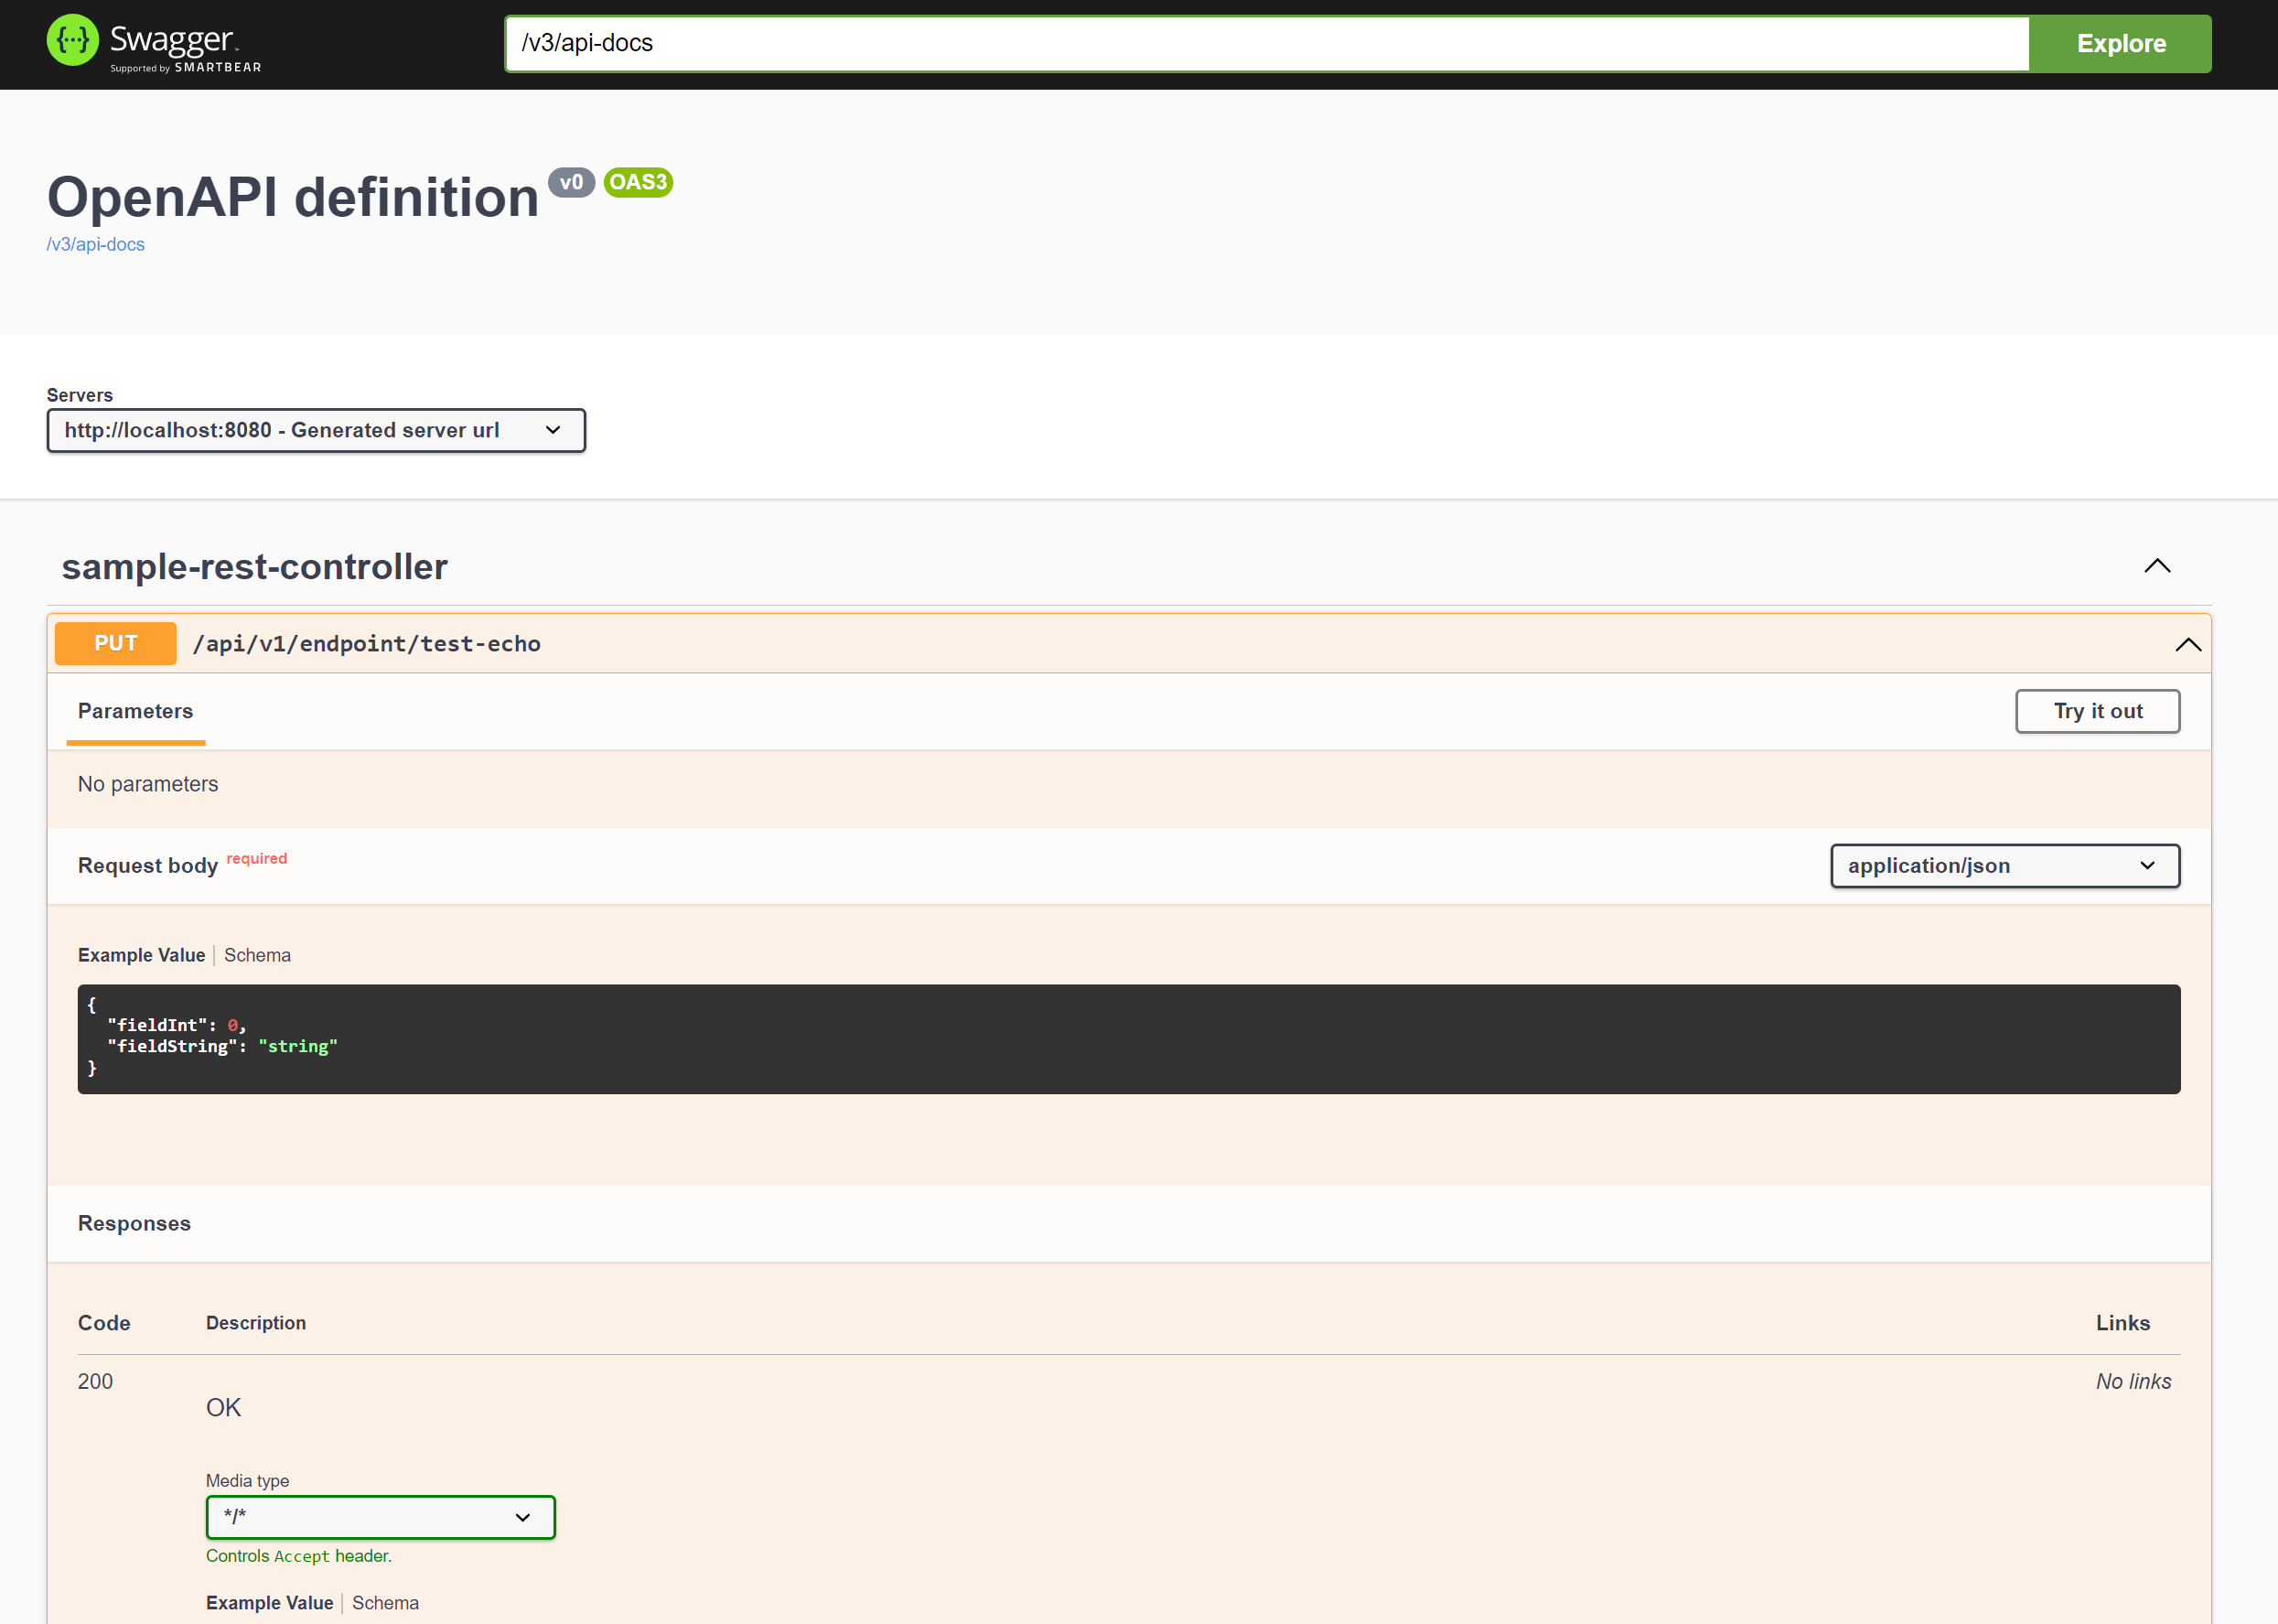 {···} Swagger™
Supported by SMARTBEAR
/v3/api-docs
Explore
OpenAPI definition v0 OAS3
/v3/api-docs
Servers
http://localhost:8080 - Generated server url
sample-rest-controller
PUT /api/v1/endpoint/test-echo
Parameters
Try it out
No parameters
Request body required
application/json
Example Value | Schema
{
  "fieldInt": 0,
  "fieldString": "string"
}
Responses
Code Description Links
200 No links
OK
Media type
*/*
Controls Accept header.
Example Value | Schema